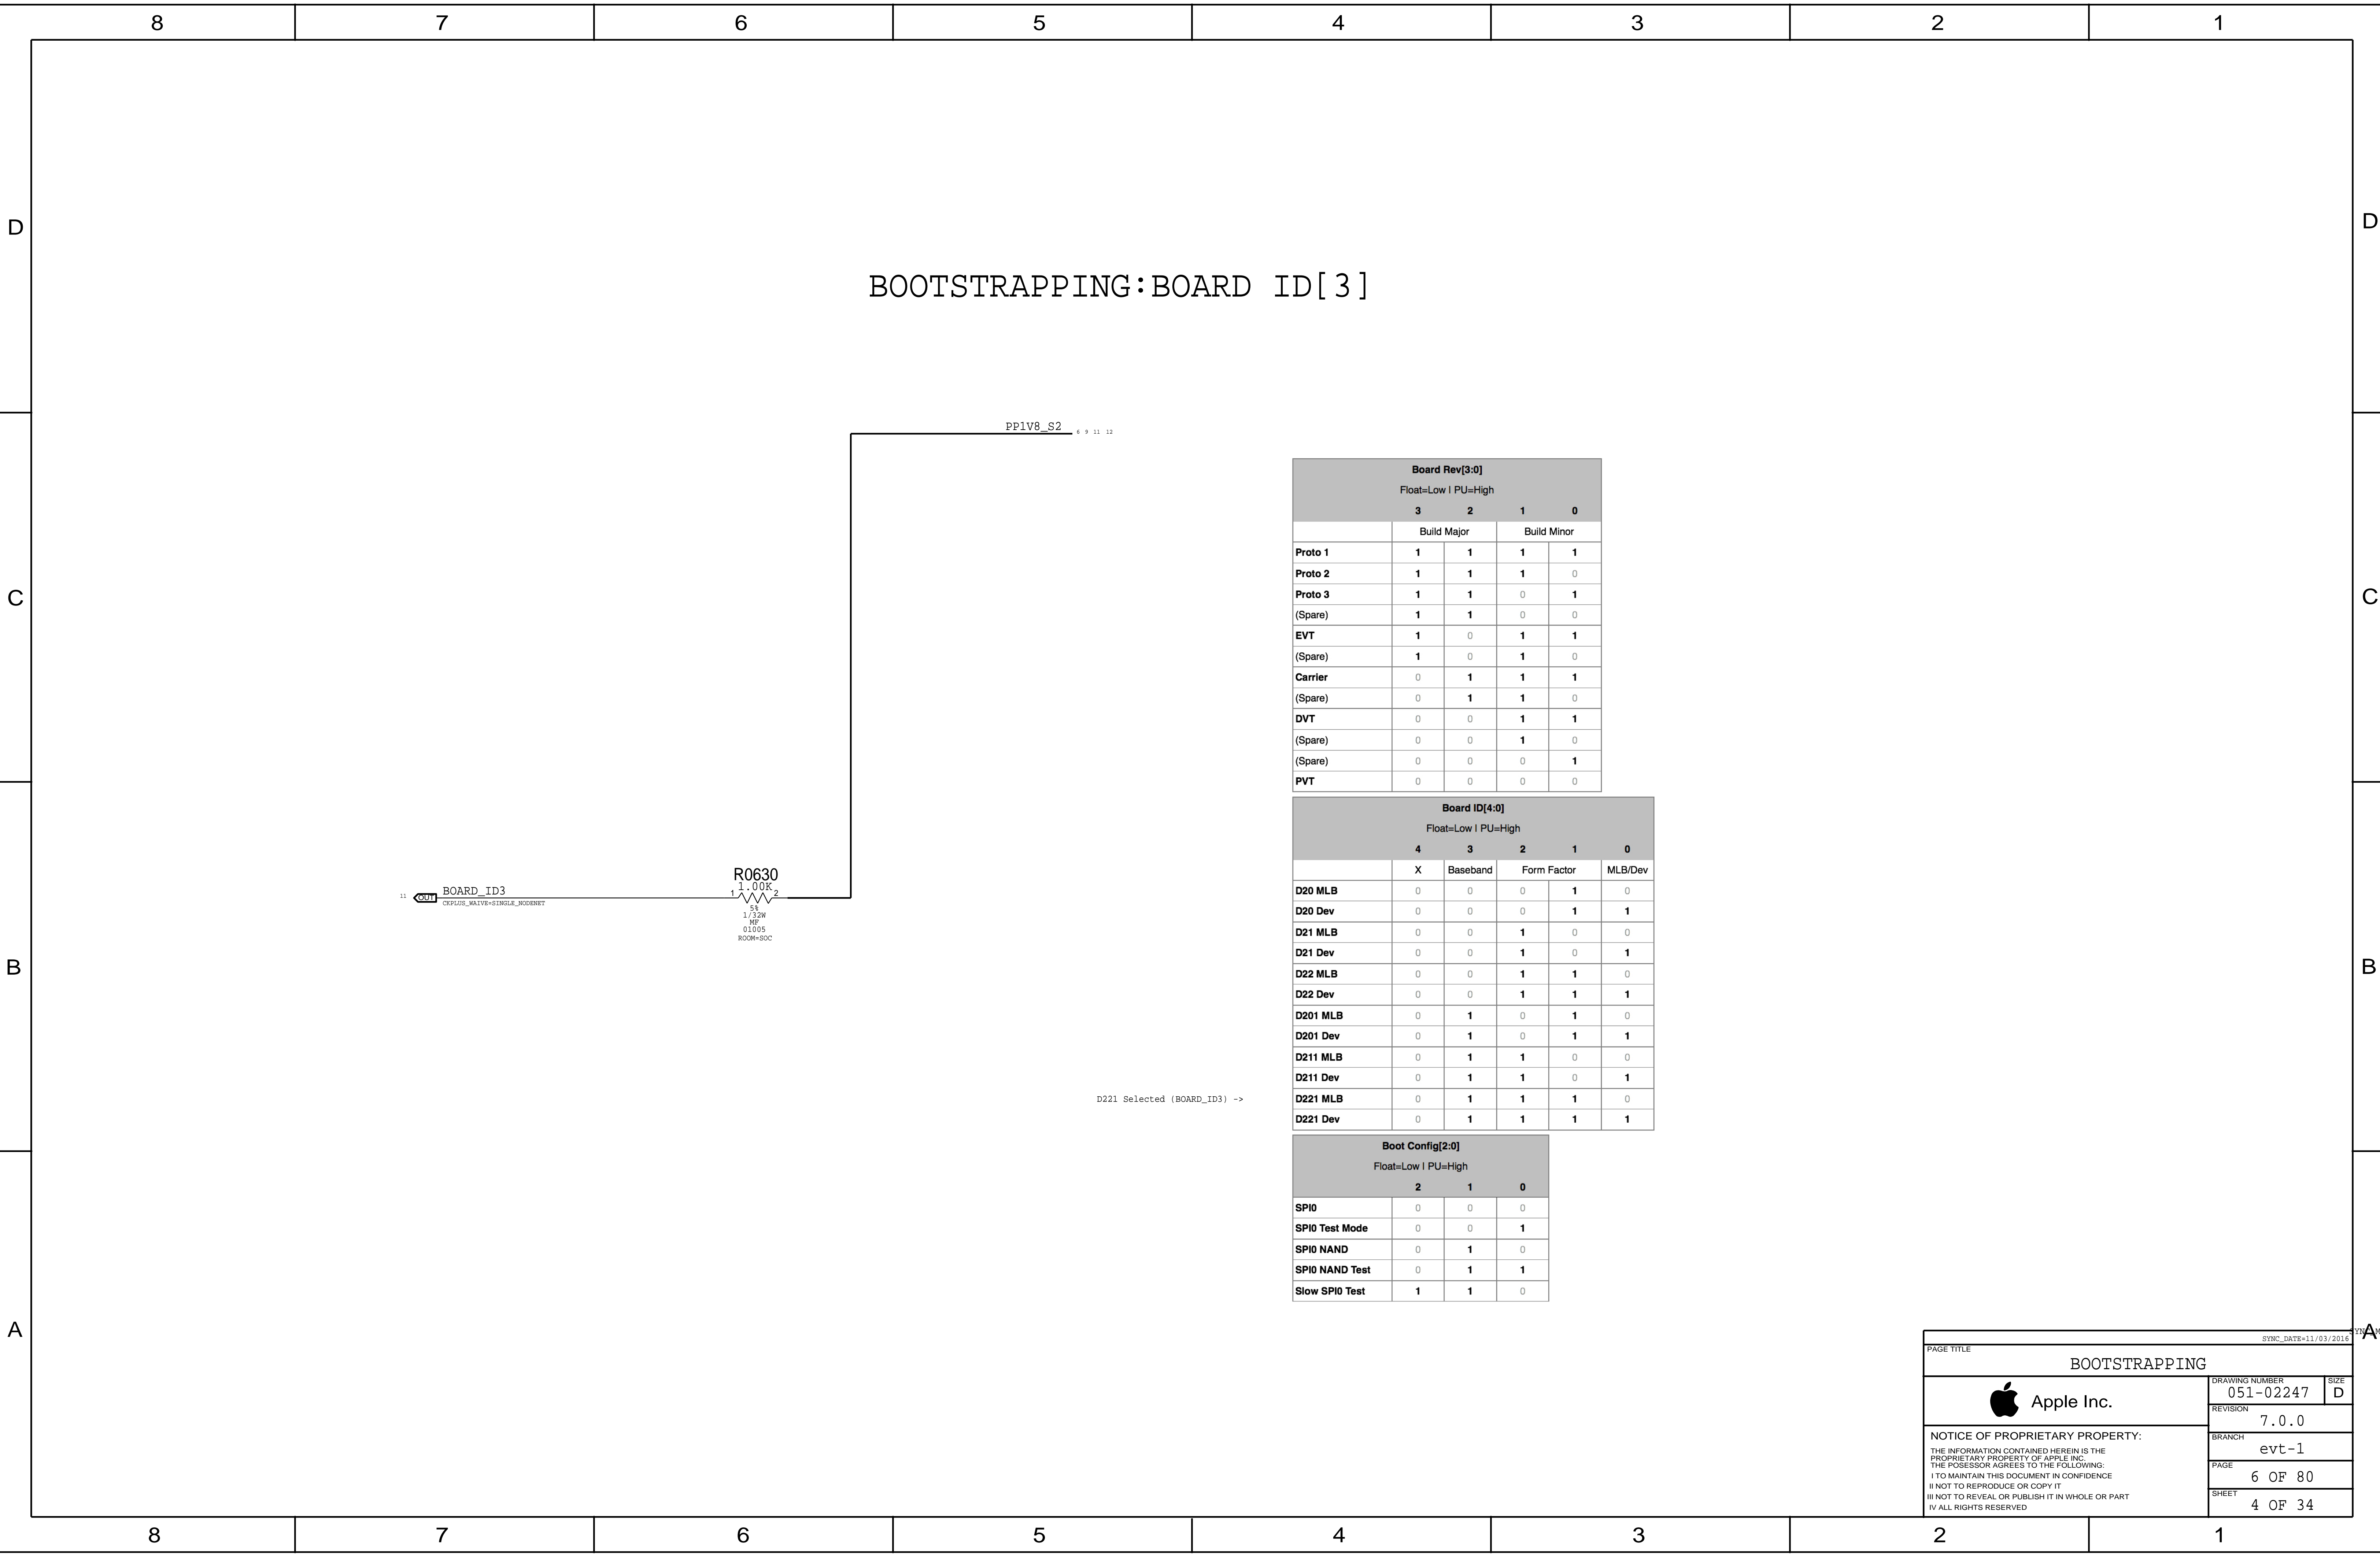 8 7 6 5 4 3 2 1
D D
BOOTSTRAPPING:BOARD ID[3]
PP1V8_S2 6 9 11 12
Board Rev[3:0]
Float=Low | PU=High
3 2 1 0
Build Major Build Minor
Proto 1 1 1 1 1
Proto 2 1 1 1 0
Proto 3 1 1 0 1
C C
(Spare) 1 1 0 0
EVT 1 0 1 1
(Spare) 1 0 1 0
Carrier 0 1 1 1
(Spare) 0 1 1 0
DVT 0 0 1 1
(Spare) 0 0 1 0
(Spare) 0 0 0 1
PVT 0 0 0 0
Board ID[4:0]
Float=Low | PU=High
4 3 2 1 0
X Baseband Form Factor MLB/Dev
D20 MLB 0 0 0 1 0
D20 Dev 0 0 0 1 1
D21 MLB 0 0 1 0 0
D21 Dev 0 0 1 0 1
D22 MLB 0 0 1 1 0
D22 Dev 0 0 1 1 1
D201 MLB 0 1 0 1 0
D201 Dev 0 1 0 1 1
D211 MLB 0 1 1 0 0
D211 Dev 0 1 1 0 1
D221 MLB 0 1 1 1 0
D221 Dev 0 1 1 1 1
D221 Selected (BOARD_ID3) ->
R0630
1.00K
11 OUT BOARD_ID3 1 2
CKPLUS_WAIVE=SINGLE_NODENET
5%
1/32W
MF
01005
ROOM=SOC
B B
Boot Config[2:0]
Float=Low | PU=High
2 1 0
SPI0 0 0 0
SPI0 Test Mode 0 0 1
SPI0 NAND 0 1 0
SPI0 NAND Test 0 1 1
Slow SPI0 Test 1 1 0
A A
SYNC_DATE=11/03/2016
PAGE TITLE
BOOTSTRAPPING
Apple Inc.
DRAWING NUMBER
051-02247
SIZE
D
REVISION
7.0.0
BRANCH
evt-1
PAGE
6 OF 80
SHEET
4 OF 34
NOTICE OF PROPRIETARY PROPERTY:
THE INFORMATION CONTAINED HEREIN IS THE
PROPRIETARY PROPERTY OF APPLE INC.
THE POSESSOR AGREES TO THE FOLLOWING:
I TO MAINTAIN THIS DOCUMENT IN CONFIDENCE
II NOT TO REPRODUCE OR COPY IT
III NOT TO REVEAL OR PUBLISH IT IN WHOLE OR PART
IV ALL RIGHTS RESERVED
8 7 6 5 4 3 2 1